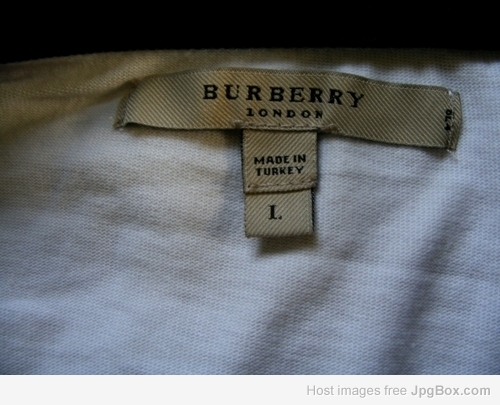 BURBERRY
LONDON
MADE IN
TURKEY
L
Host images free JpgBox.com